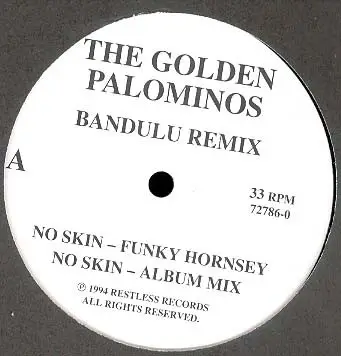 THE GOLDEN
PALOMINOS
BANDULU REMIX
A
33 RPM
72786-0
NO SKIN – FUNKY HORNSEY
NO SKIN – ALBUM MIX
℗ 1994 RESTLESS RECORDS
ALL RIGHTS RESERVED.